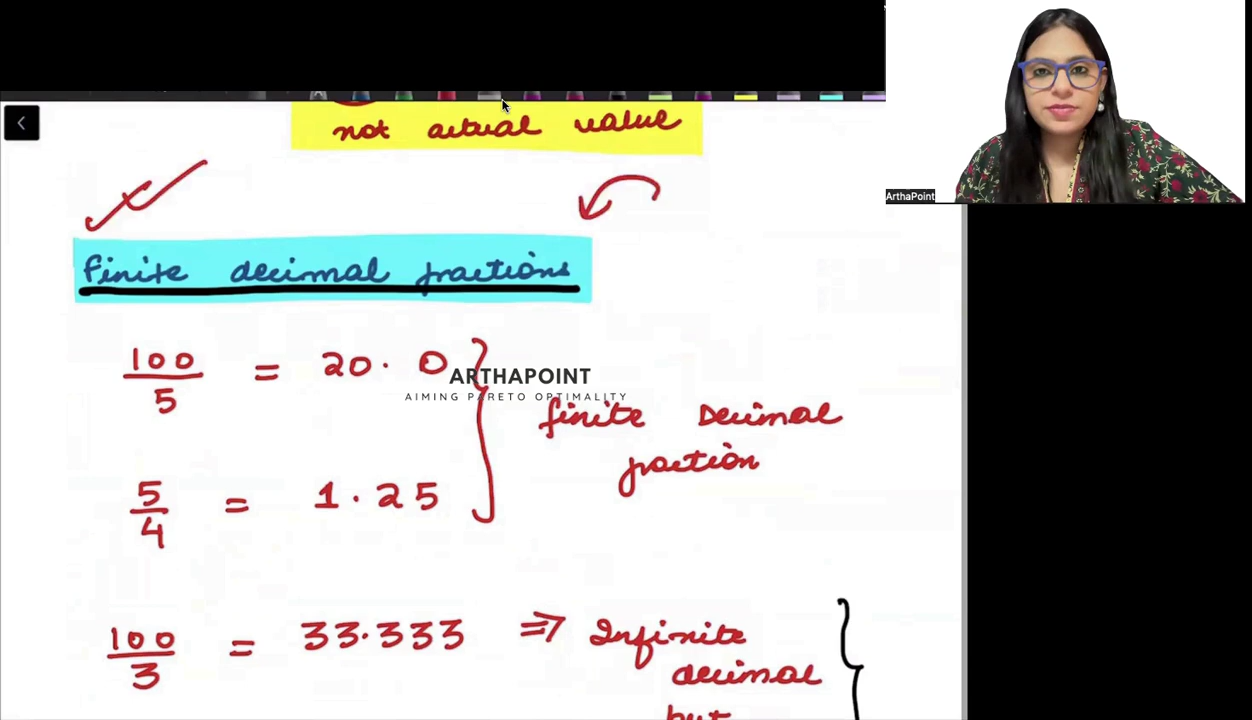 not actual value
ArthaPoint
finite decimal fractions
100
5
= 20.0
ARTHAPOINT
AIMING PARETO OPTIMALITY
finite Decimal
fraction
5
4
= 1.25
100
3
= 33.333 ⇒ Infinite
decimal
but